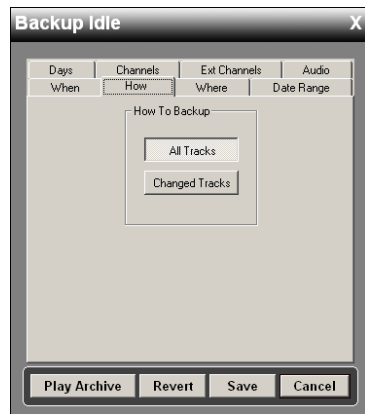 Backup Idle X
Days Channels Ext Channels Audio
When How Where Date Range
How To Backup
All Tracks
Changed Tracks
Play Archive Revert Save Cancel